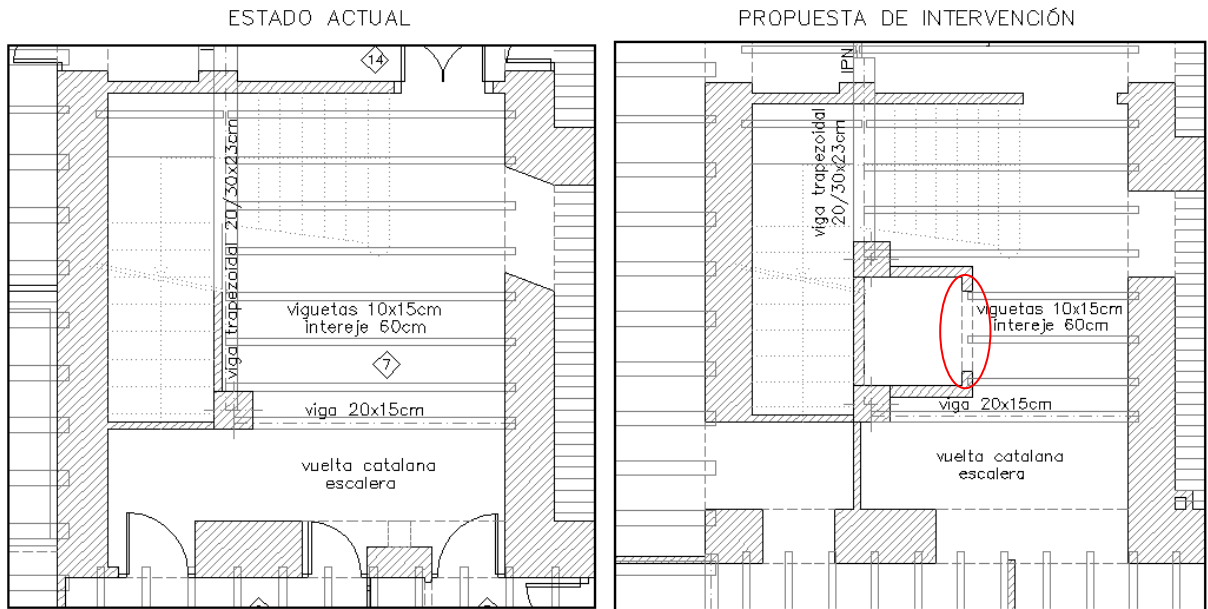 ESTADO ACTUAL
PROPUESTA DE INTERVENCIÓN
14
viga trapezoidal 20/30x23cm
viguetas 10x15cm
intereje 60cm
7
viga 20x15cm
vuelta catalana
escalera
IPN
viga trapezoidal
20/30x23cm
viguetas 10x15cm
intereje 60cm
viga 20x15cm
vuelta catalana
escalera